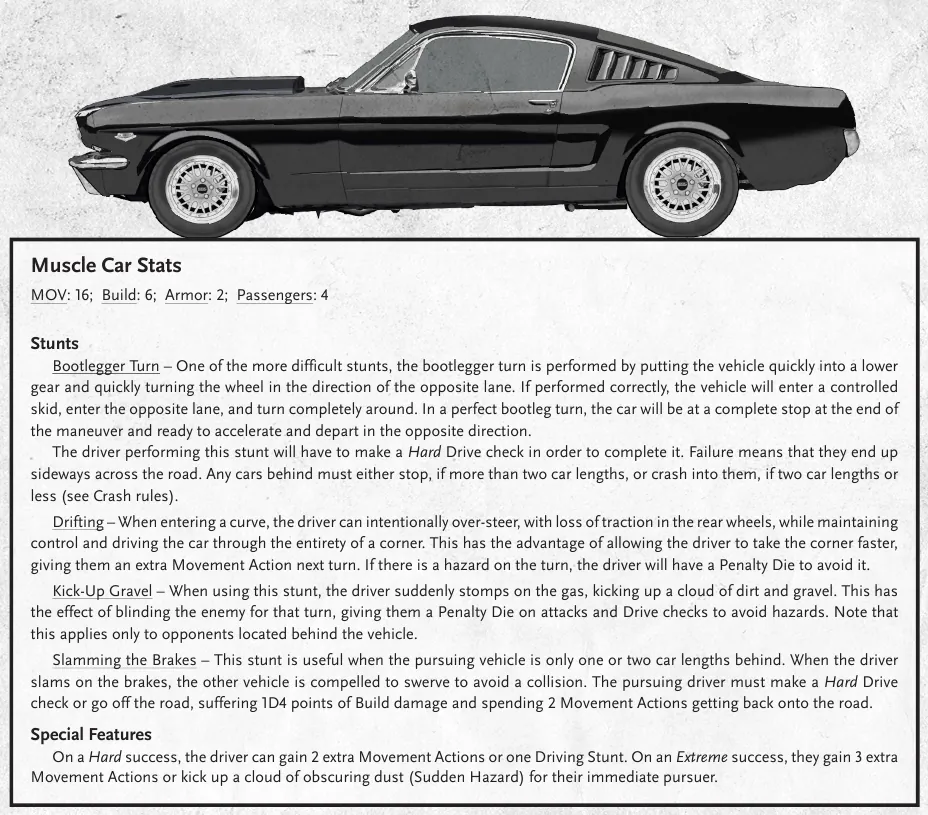 Muscle Car Stats
MOV: 16; Build: 6; Armor: 2; Passengers: 4
Stunts
Bootlegger Turn – One of the more difficult stunts, the bootlegger turn is performed by putting the vehicle quickly into a lower
gear and quickly turning the wheel in the direction of the opposite lane. If performed correctly, the vehicle will enter a controlled
skid, enter the opposite lane, and turn completely around. In a perfect bootleg turn, the car will be at a complete stop at the end of
the maneuver and ready to accelerate and depart in the opposite direction.
The driver performing this stunt will have to make a Hard Drive check in order to complete it. Failure means that they end up
sideways across the road. Any cars behind must either stop, if more than two car lengths, or crash into them, if two car lengths or
less (see Crash rules).
Drifting – When entering a curve, the driver can intentionally over-steer, with loss of traction in the rear wheels, while maintaining
control and driving the car through the entirety of a corner. This has the advantage of allowing the driver to take the corner faster,
giving them an extra Movement Action next turn. If there is a hazard on the turn, the driver will have a Penalty Die to avoid it.
Kick-Up Gravel – When using this stunt, the driver suddenly stomps on the gas, kicking up a cloud of dirt and gravel. This has
the effect of blinding the enemy for that turn, giving them a Penalty Die on attacks and Drive checks to avoid hazards. Note that
this applies only to opponents located behind the vehicle.
Slamming the Brakes – This stunt is useful when the pursuing vehicle is only one or two car lengths behind. When the driver
slams on the brakes, the other vehicle is compelled to swerve to avoid a collision. The pursuing driver must make a Hard Drive
check or go off the road, suffering 1D4 points of Build damage and spending 2 Movement Actions getting back onto the road.
Special Features
On a Hard success, the driver can gain 2 extra Movement Actions or one Driving Stunt. On an Extreme success, they gain 3 extra
Movement Actions or kick up a cloud of obscuring dust (Sudden Hazard) for their immediate pursuer.